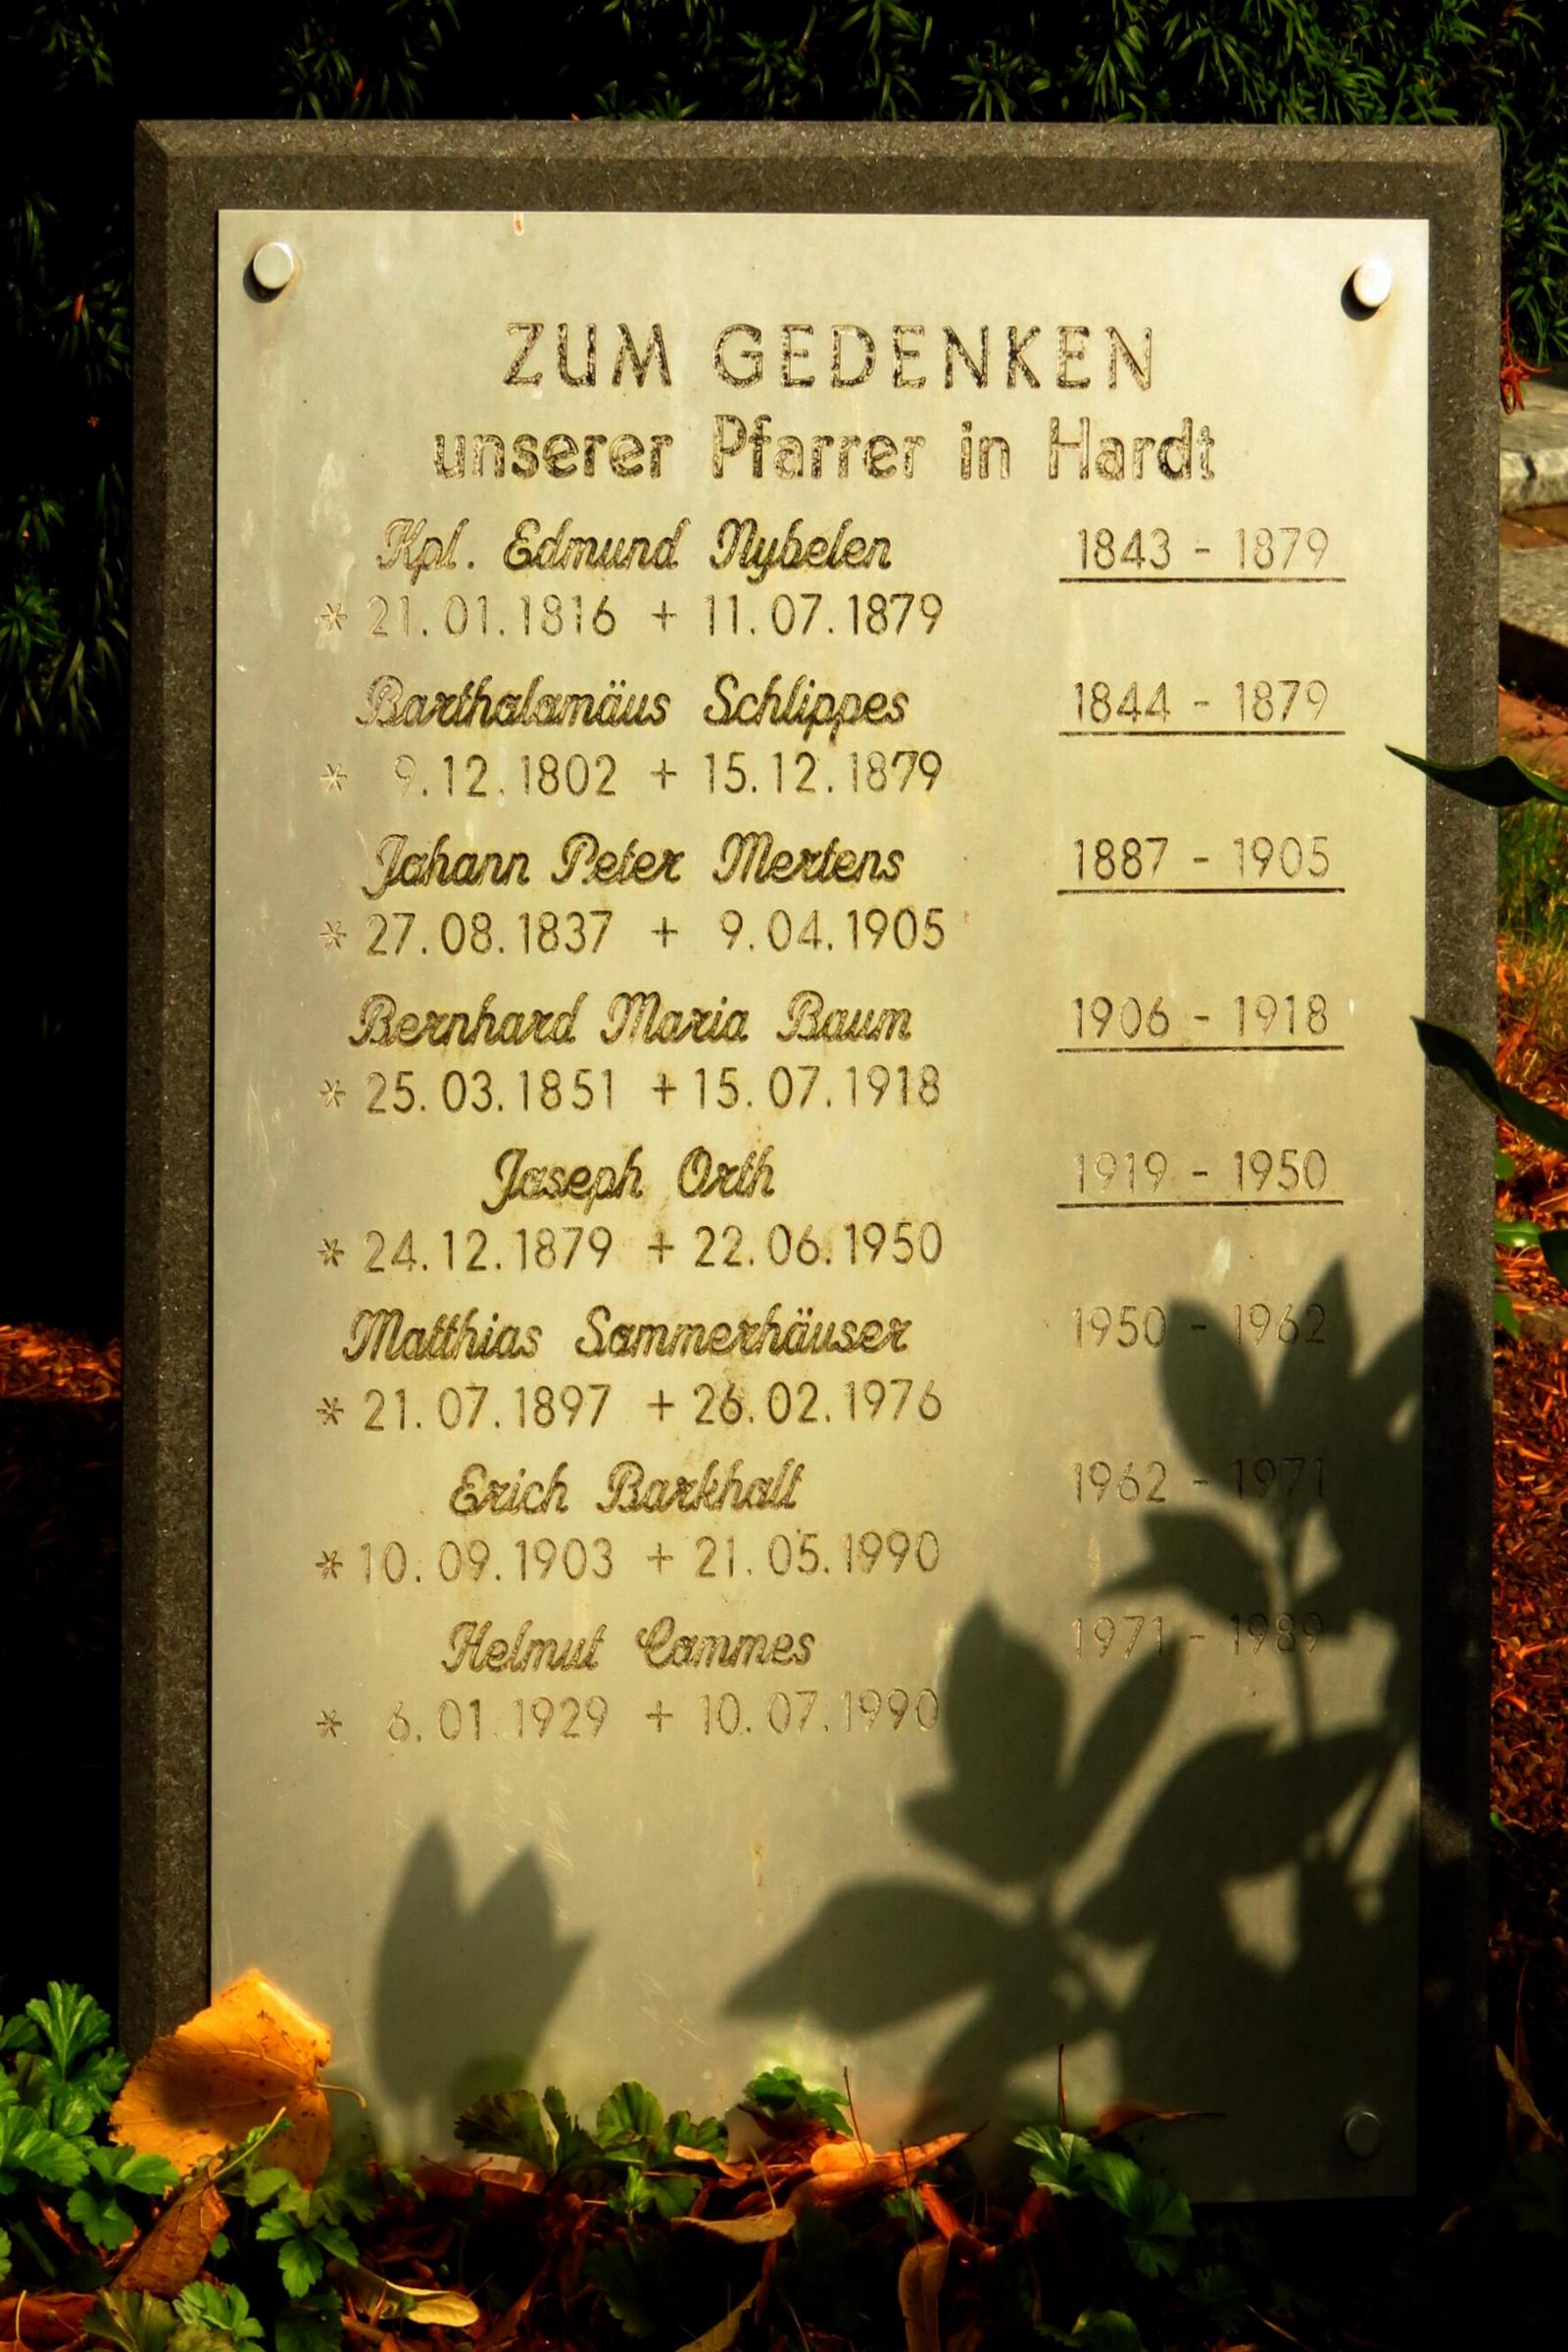 ZUM GEDENKEN
unserer Pfarrer in Hardt
Kpl. Edmund Nybelen 1843 - 1879
* 21.01.1816 + 11.07.1879
Bartholomäus Schlippes 1844 - 1879
* 9.12.1802 + 15.12.1879
Johann Peter Mertens 1887 - 1905
* 27.08.1837 + 9.04.1905
Bernhard Maria Baum 1906 - 1918
* 25.03.1851 + 15.07.1918
Joseph Orth 1919 - 1950
* 24.12.1879 + 22.06.1950
Matthias Sommerhäuser 1950 - 1962
* 21.07.1897 + 26.02.1976
Erich Barkholt 1962 - 1971
* 10.09.1903 + 21.05.1990
Helmut Commes 1971 - 1989
* 6.01.1929 + 10.07.1990